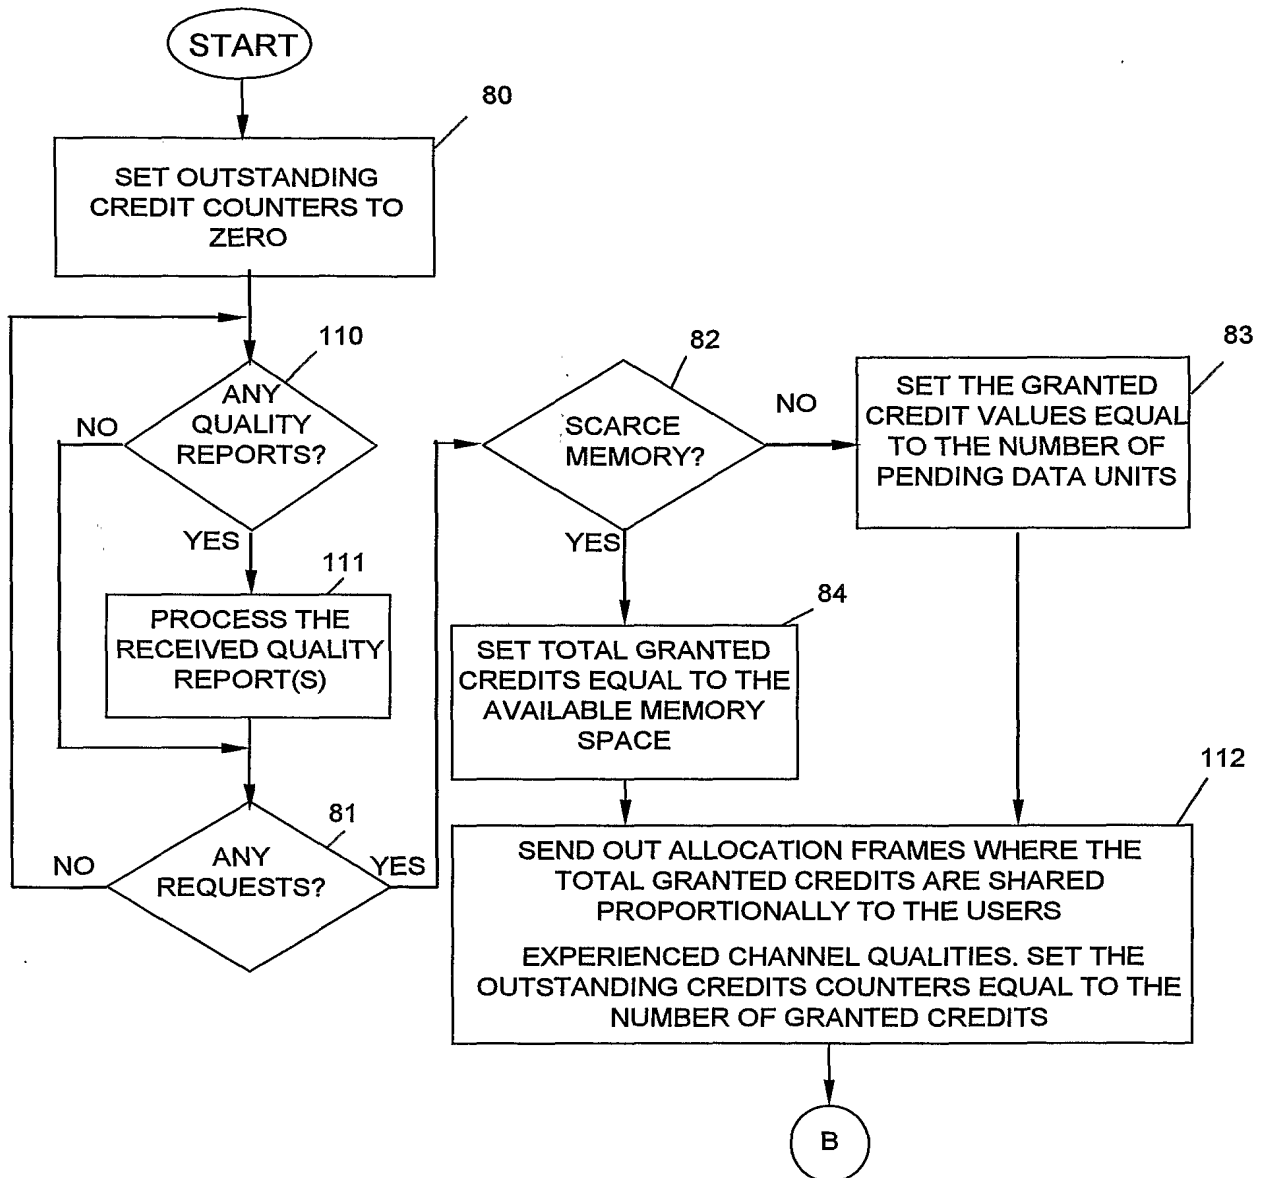 START
80
SET OUTSTANDING
CREDIT COUNTERS TO
ZERO
110
ANY
QUALITY
REPORTS?
NO
YES
111
PROCESS THE
RECEIVED QUALITY
REPORT(S)
81
ANY
REQUESTS?
NO
YES
82
SCARCE
MEMORY?
NO
YES
83
SET THE GRANTED
CREDIT VALUES EQUAL
TO THE NUMBER OF
PENDING DATA UNITS
84
SET TOTAL GRANTED
CREDITS EQUAL TO THE
AVAILABLE MEMORY
SPACE
112
SEND OUT ALLOCATION FRAMES WHERE THE
TOTAL GRANTED CREDITS ARE SHARED
PROPORTIONALLY TO THE USERS
EXPERIENCED CHANNEL QUALITIES. SET THE
OUTSTANDING CREDITS COUNTERS EQUAL TO THE
NUMBER OF GRANTED CREDITS
B